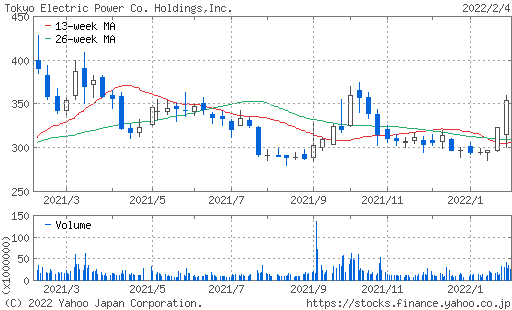 Tokyo Electric Power Co. Holdings,Inc. 2022/2/4
450
13-week MA
26-week MA
400
350
300
250
2021/3 2021/5 2021/7 2021/9 2021/11 2022/1
150
Volume
100
50
0
(x1000000)
2021/3 2021/5 2021/7 2021/9 2021/11 2022/1
(C) 2022 Yahoo Japan Corporation. https://stocks.finance.yahoo.co.jp/